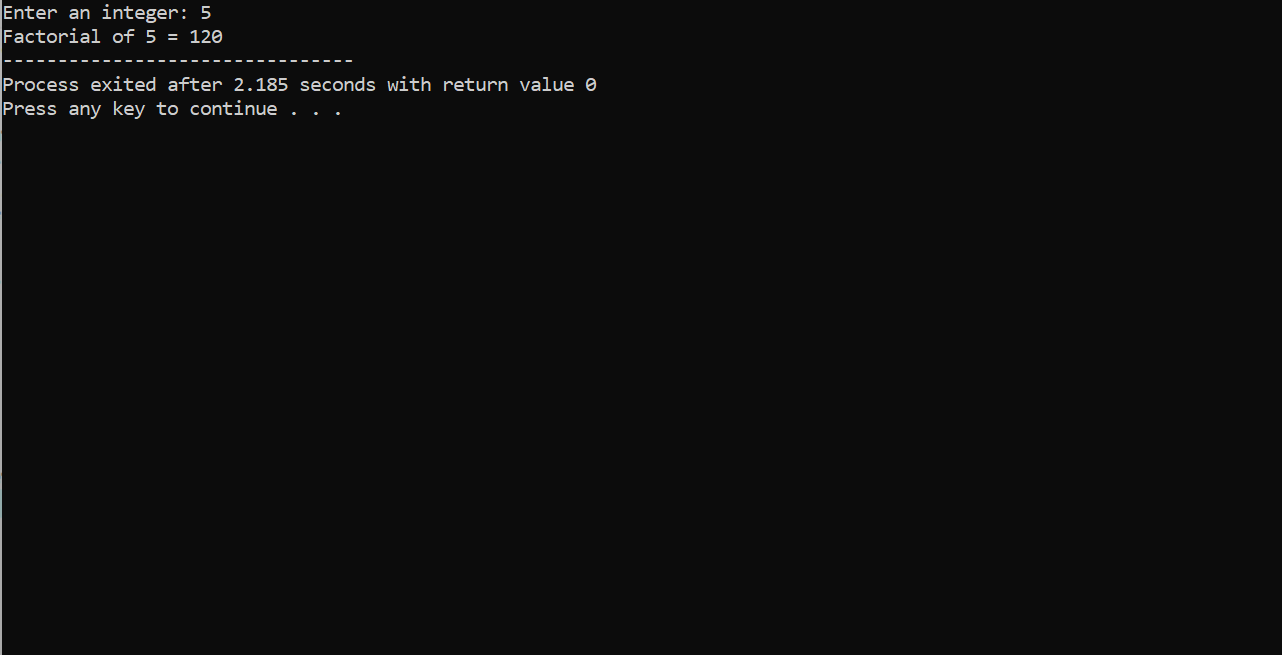 Enter an integer: 5
Factorial of 5 = 120
--------------------------------
Process exited after 2.185 seconds with return value 0
Press any key to continue . . .